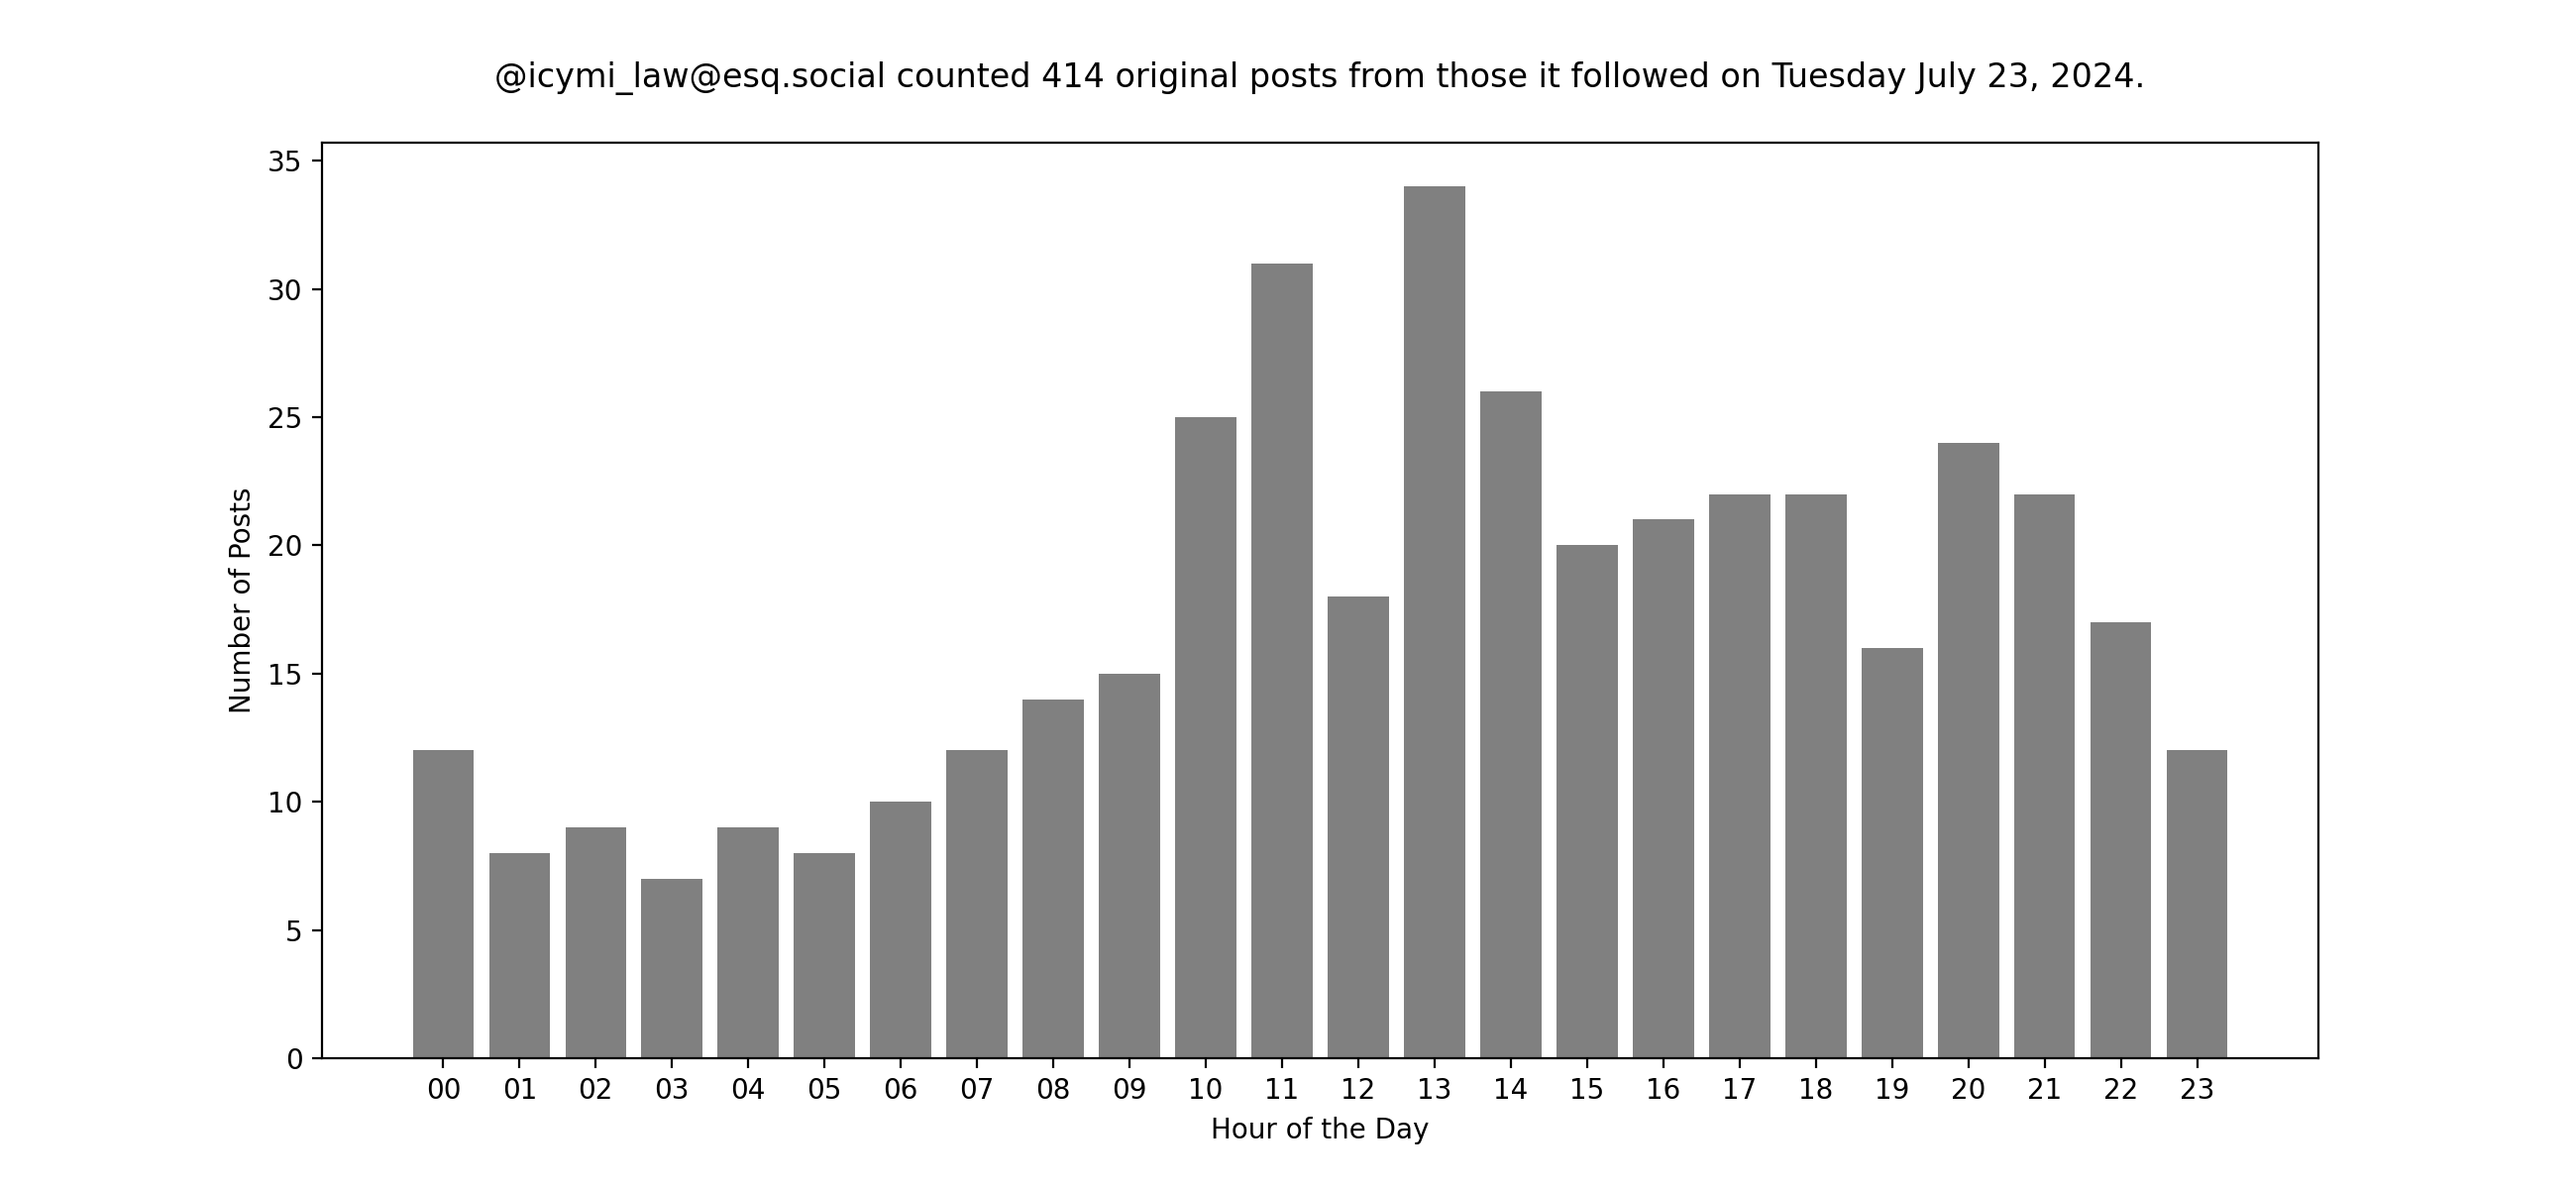 @icymi_law@esq.social counted 414 original posts from those it followed on Tuesday July 23, 2024.
35
30
25
20
15
10
5
0
Number of Posts
00 01 02 03 04 05 06 07 08 09 10 11 12 13 14 15 16 17 18 19 20 21 22 23
Hour of the Day